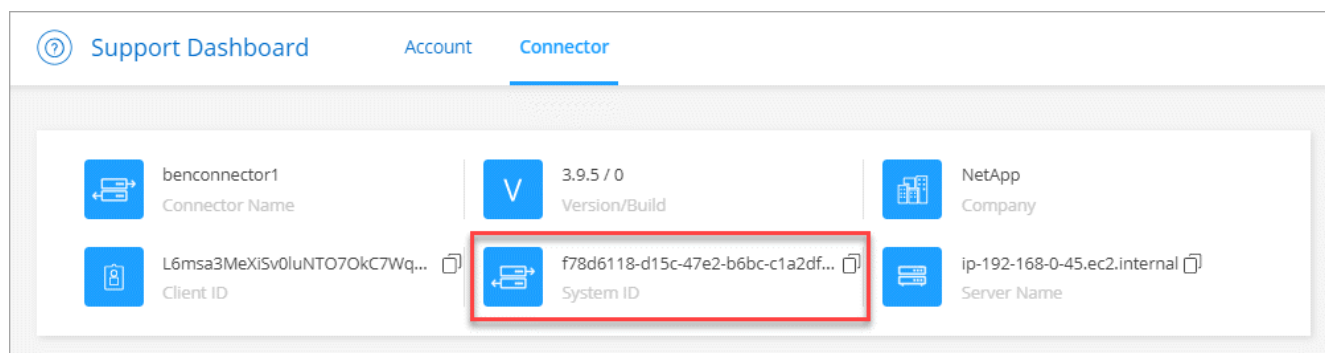 Support Dashboard Account Connector
benconnector1
Connector Name
V
3.9.5 / 0
Version/Build
NetApp
Company
L6msa3MeXiSv0luNTO7OkC7Wq...
Client ID
f78d6118-d15c-47e2-b6bc-c1a2df...
System ID
ip-192-168-0-45.ec2.internal
Server Name